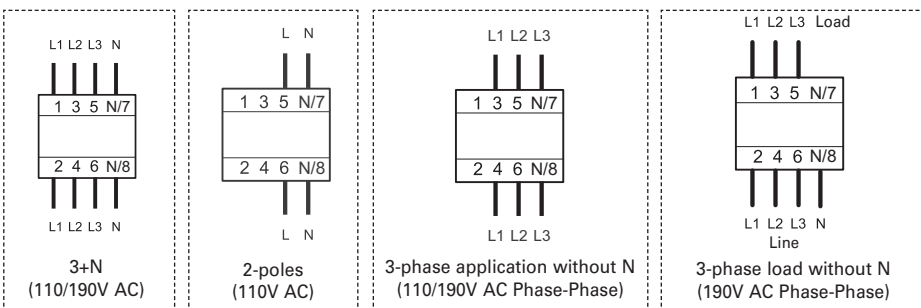 L1 L2 L3 N
1 3 5 N/7
2 4 6 N/8
L1 L2 L3 N
3+N
(110/190V AC)
L N
1 3 5 N/7
2 4 6 N/8
L N
2-poles
(110V AC)
L1 L2 L3
1 3 5 N/7
2 4 6 N/8
L1 L2 L3
3-phase application without N
(110/190V AC Phase-Phase)
L1 L2 L3 Load
1 3 5 N/7
2 4 6 N/8
L1 L2 L3 N
Line
3-phase load without N
(190V AC Phase-Phase)